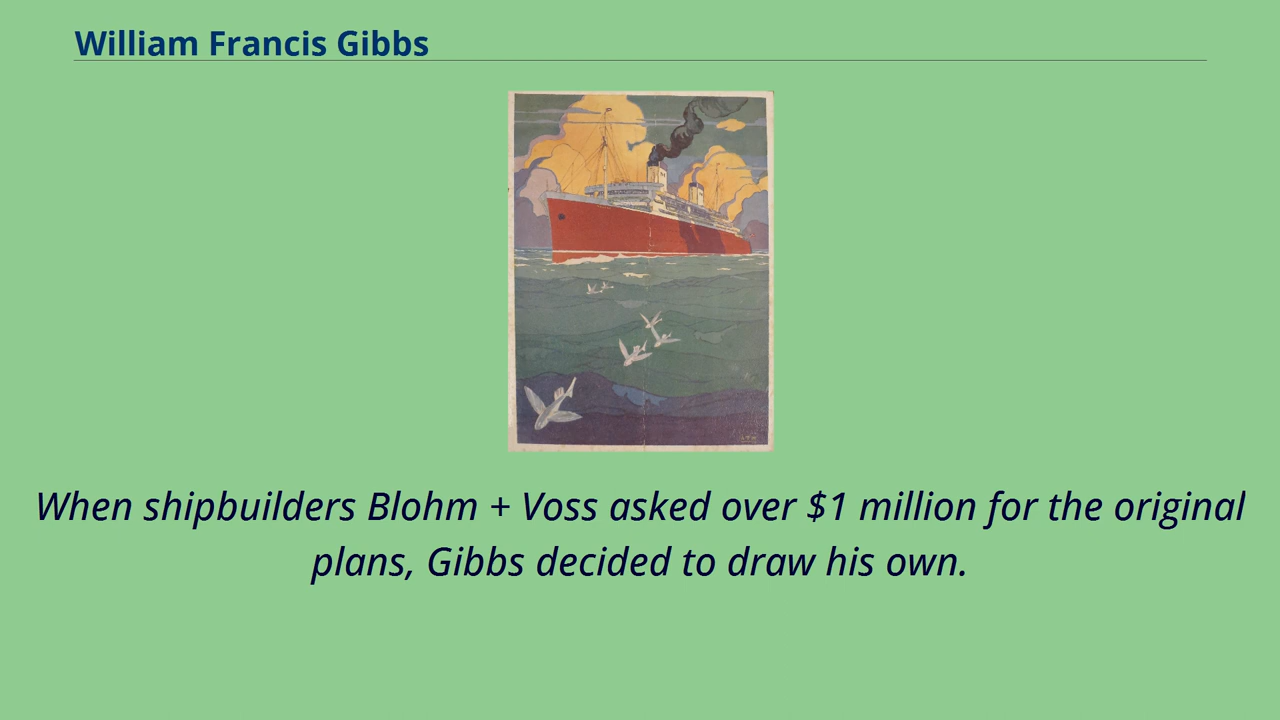 William Francis Gibbs
When shipbuilders Blohm + Voss asked over $1 million for the original
plans, Gibbs decided to draw his own.